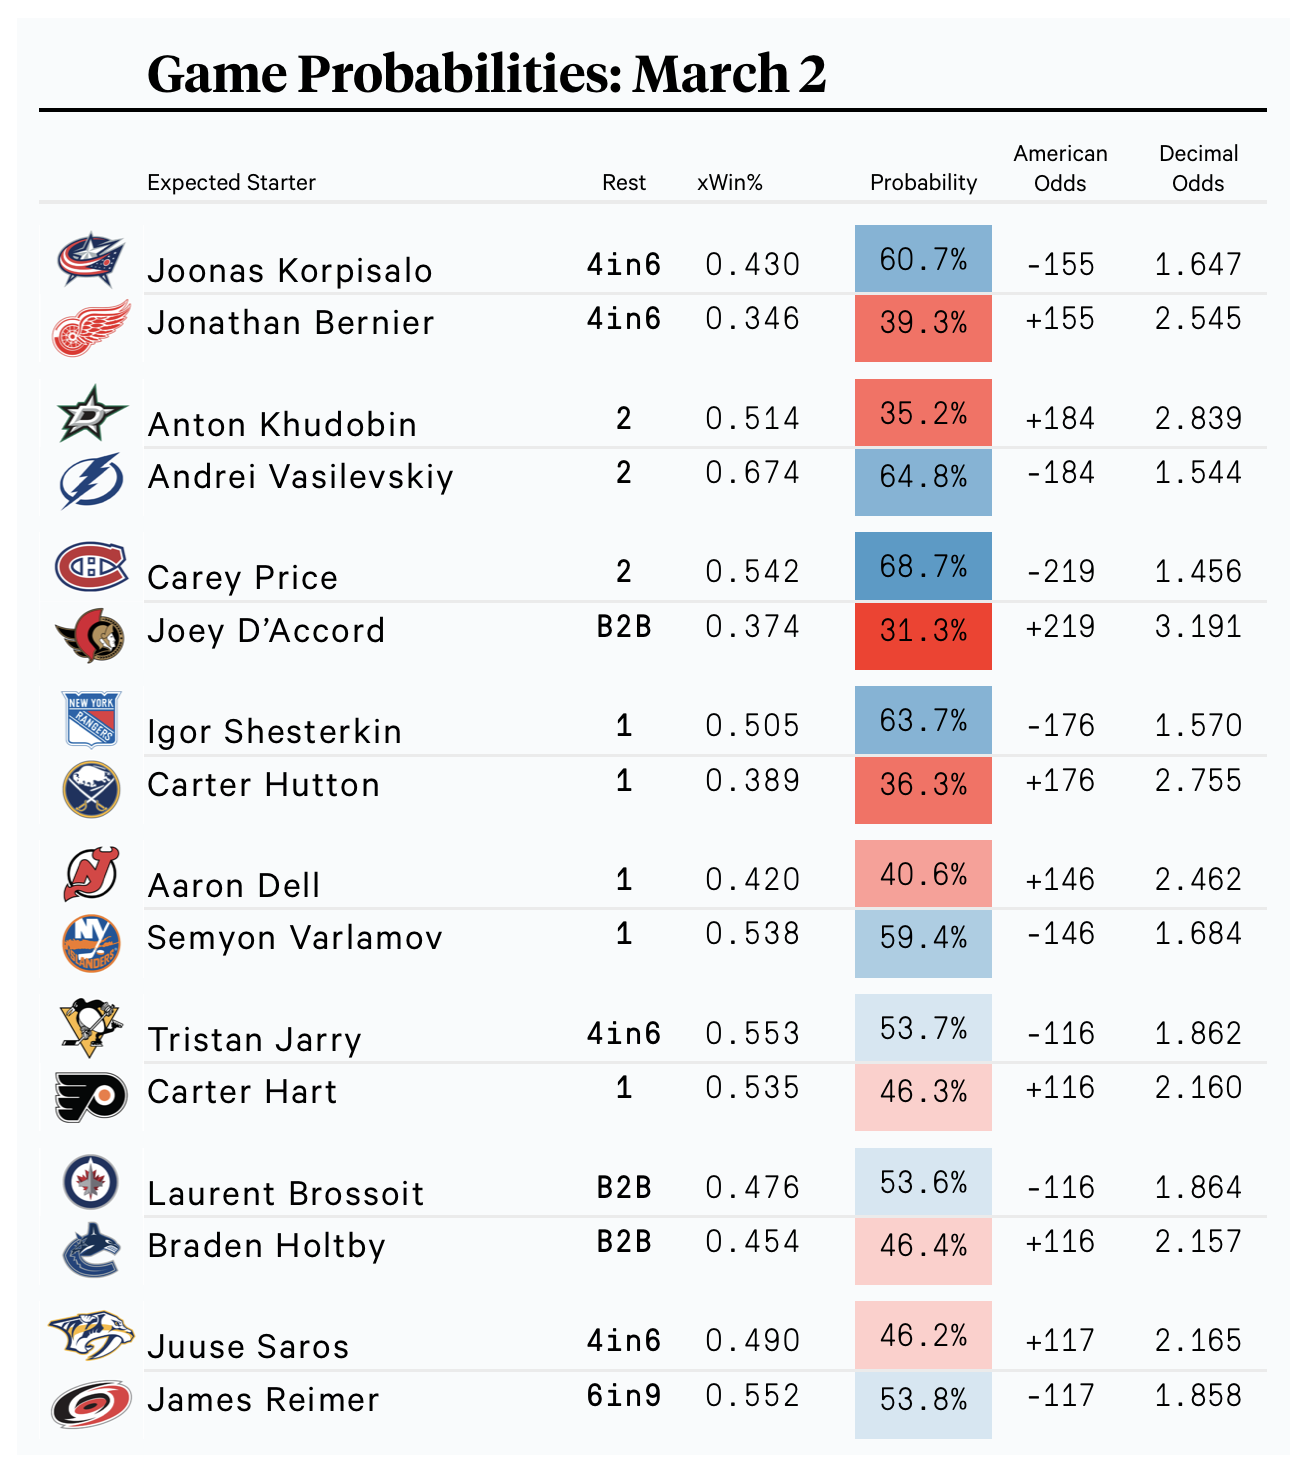 Game Probabilities: March 2
Expected Starter Rest xWin% Probability American Odds Decimal Odds
Joonas Korpisalo 4in6 0.430 60.7% -155 1.647
Jonathan Bernier 4in6 0.346 39.3% +155 2.545
Anton Khudobin 2 0.514 35.2% +184 2.839
Andrei Vasilevskiy 2 0.674 64.8% -184 1.544
Carey Price 2 0.542 68.7% -219 1.456
Joey D’Accord B2B 0.374 31.3% +219 3.191
NEW YORK
RANGERS
Igor Shesterkin 1 0.505 63.7% -176 1.570
Carter Hutton 1 0.389 36.3% +176 2.755
Aaron Dell 1 0.420 40.6% +146 2.462
NY
ISLANDERS
Semyon Varlamov 1 0.538 59.4% -146 1.684
Tristan Jarry 4in6 0.553 53.7% -116 1.862
Carter Hart 1 0.535 46.3% +116 2.160
Laurent Brossoit B2B 0.476 53.6% -116 1.864
Braden Holtby B2B 0.454 46.4% +116 2.157
Juuse Saros 4in6 0.490 46.2% +117 2.165
James Reimer 6in9 0.552 53.8% -117 1.858